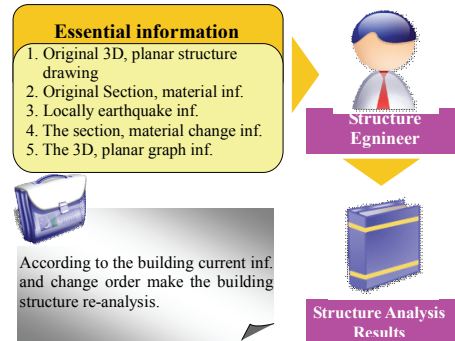 Essential information
1. Original 3D, planar structure
drawing
2. Original Section, material inf.
3. Locally earthquake inf.
4. The section, material change inf.
5. The 3D, planar graph inf.
Structure
Egnineer
According to the building current inf.
and change order make the building
structure re-analysis.
Structure Analysis
Results